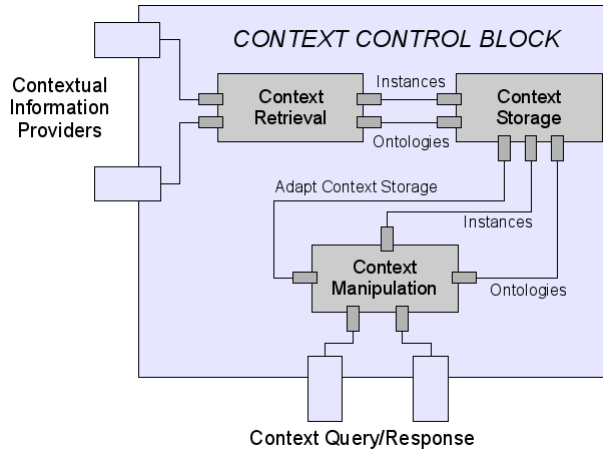 CONTEXT CONTROL BLOCK
Contextual
Information
Providers
Context
Retrieval
Instances
Ontologies
Context
Storage
Adapt Context Storage
Instances
Ontologies
Context
Manipulation
Context Query/Response